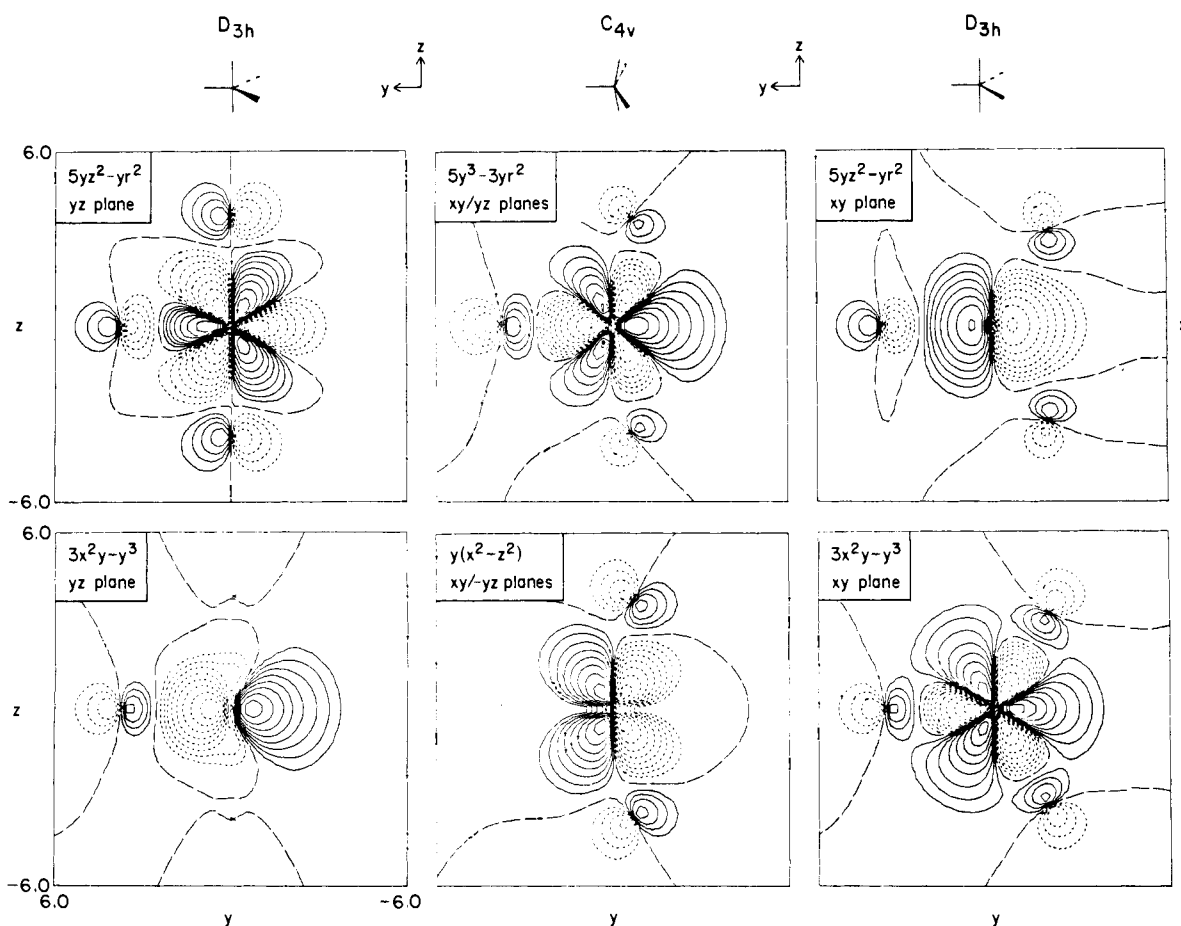 D₃ₕ C₄ᵥ D₃ₕ
z z
y y
6.0
5yz²-yr²
yz plane
5y³-3yr²
xy/yz planes
5yz²-yr²
xy plane
z
-6.0
6.0
3x²y-y³
yz plane
y(x²-z²)
xy/-yz planes
3x²y-y³
xy plane
z
-6.0
6.0 -6.0
y y y